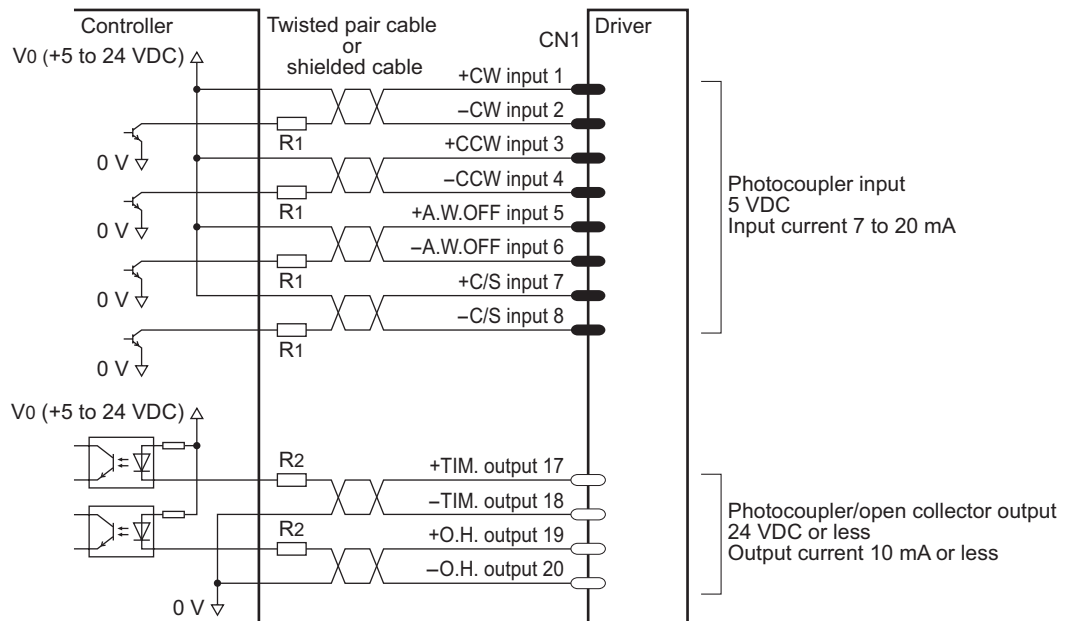 Controller
Twisted pair cable
or
shielded cable
CN1
Driver
V0 (+5 to 24 VDC)
+CW input 1
–CW input 2
R1
0 V
+CCW input 3
–CCW input 4
R1
0 V
+A.W.OFF input 5
–A.W.OFF input 6
R1
0 V
+C/S input 7
–C/S input 8
R1
0 V
Photocoupler input
5 VDC
Input current 7 to 20 mA
V0 (+5 to 24 VDC)
R2
+TIM. output 17
–TIM. output 18
R2
+O.H. output 19
–O.H. output 20
0 V
Photocoupler/open collector output
24 VDC or less
Output current 10 mA or less